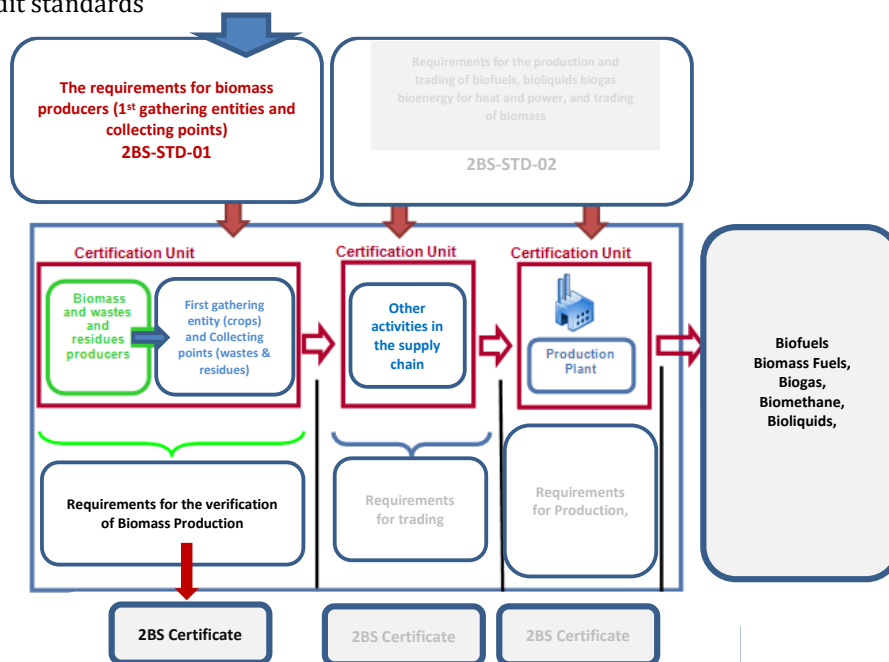 dit standards
The requirements for biomass
producers (1st gathering entities and
collecting points)
2BS-STD-01
Requirements for the production and
trading of biofuels, bioliquids biogas
bioenergy for heat and power, and trading
of biomass
2BS-STD-02
Certification Unit
Certification Unit
Certification Unit
Biomass
and wastes
and
residues
producers
First gathering
entity (crops)
and Collecting
points (wastes &
residues)
Other
activities in
the supply
chain
Production
Plant
Biofuels
Biomass Fuels,
Biogas,
Biomethane,
Bioliquids,
Requirements for the verification
of Biomass Production
Requirements
for trading
Requirements
for Production,
2BS Certificate
2BS Certificate
2BS Certificate